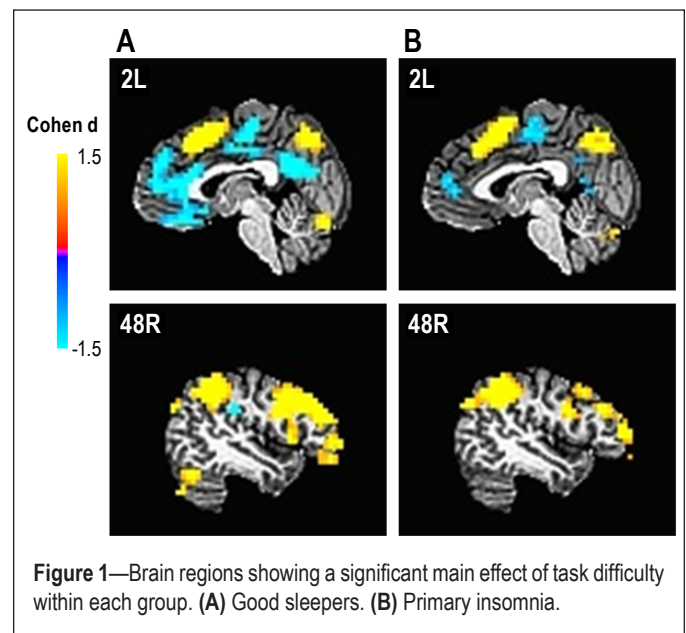 A
B
2L
2L
Cohen d
1.5
-1.5
48R
48R
Figure 1—Brain regions showing a significant main effect of task difficulty
within each group. (A) Good sleepers. (B) Primary insomnia.